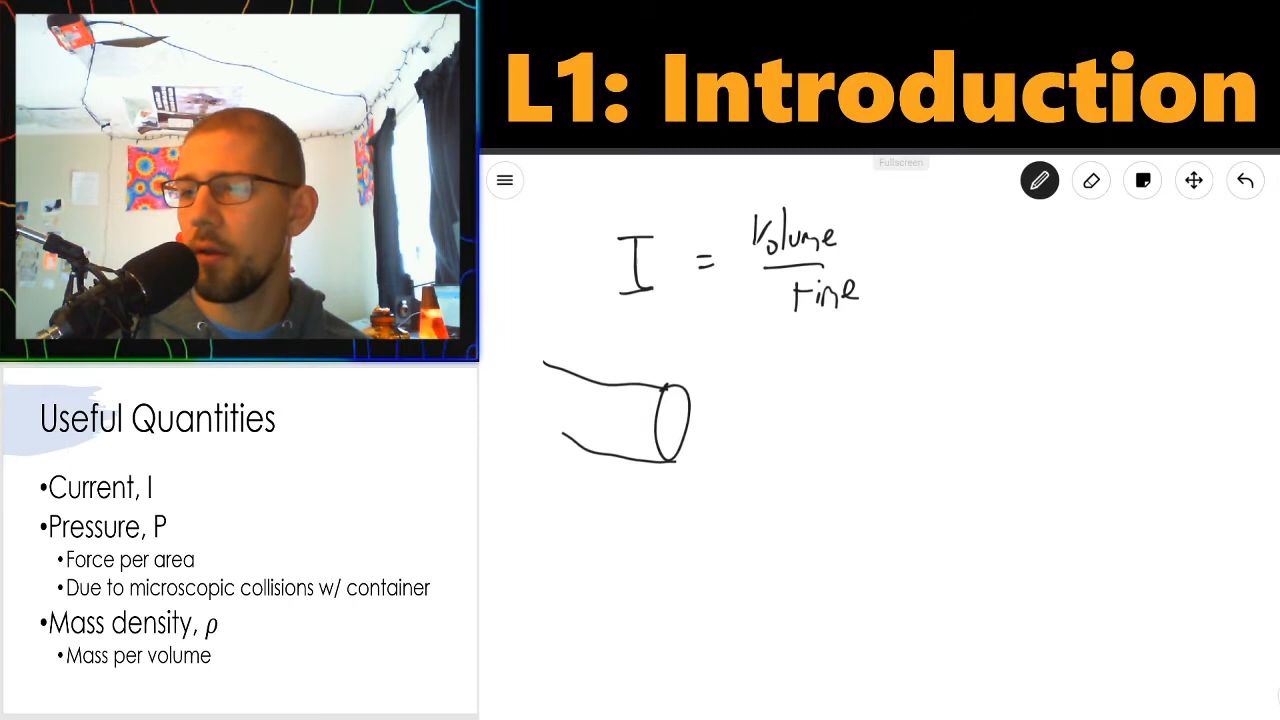 L1: Introduction
Fullscreen
I = Volume
time
Useful Quantities
•Current, I
•Pressure, P
•Force per area
•Due to microscopic collisions w/ container
•Mass density, ρ
•Mass per volume